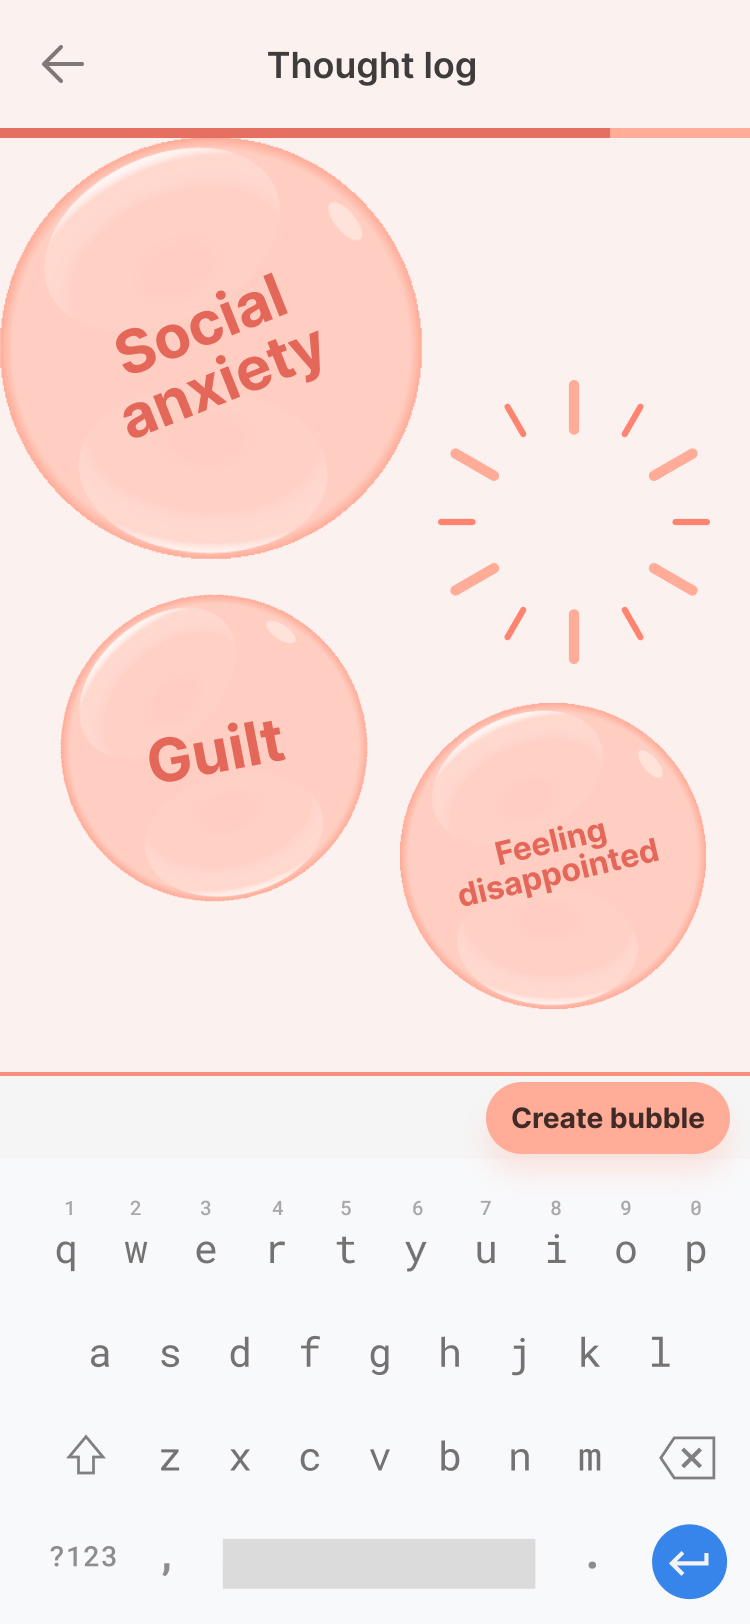 Thought log
Social
anxiety
Guilt
Feeling
disappointed
Create bubble
1 2 3 4 5 6 7 8 9 0
q w e r t y u i o p
a s d f g h j k l
z x c v b n m
?123 , .